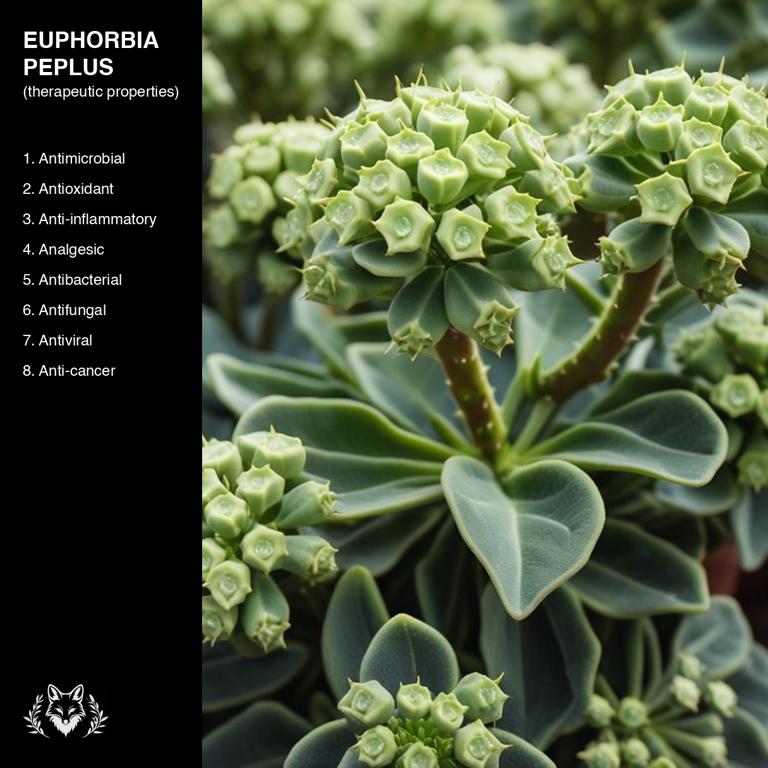 EUPHORBIA
PEPLUS
(therapeutic properties)
1. Antimicrobial
2. Antioxidant
3. Anti-inflammatory
4. Analgesic
5. Antibacterial
6. Antifungal
7. Antiviral
8. Anti-cancer